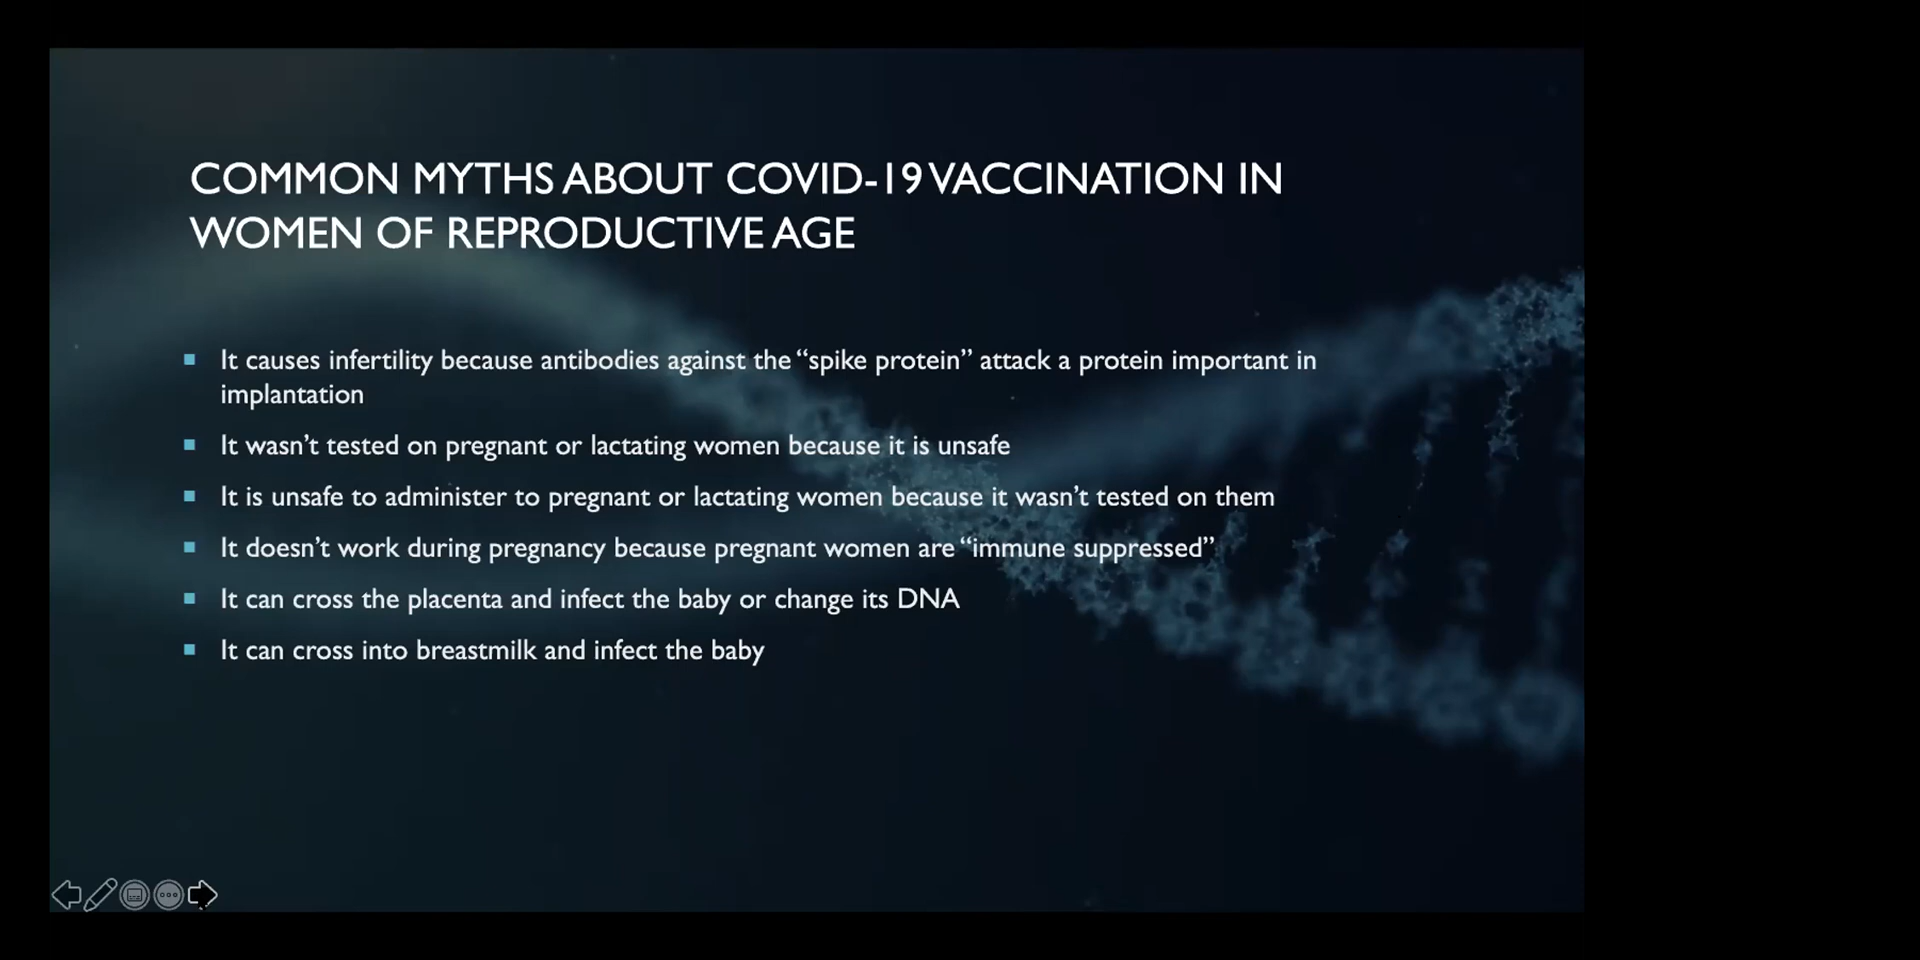 COMMON MYTHS ABOUT COVID-19 VACCINATION IN
WOMEN OF REPRODUCTIVE AGE
It causes infertility because antibodies against the “spike protein” attack a protein important in
implantation
It wasn’t tested on pregnant or lactating women because it is unsafe
It is unsafe to administer to pregnant or lactating women because it wasn’t tested on them
It doesn’t work during pregnancy because pregnant women are “immune suppressed”
It can cross the placenta and infect the baby or change its DNA
It can cross into breastmilk and infect the baby